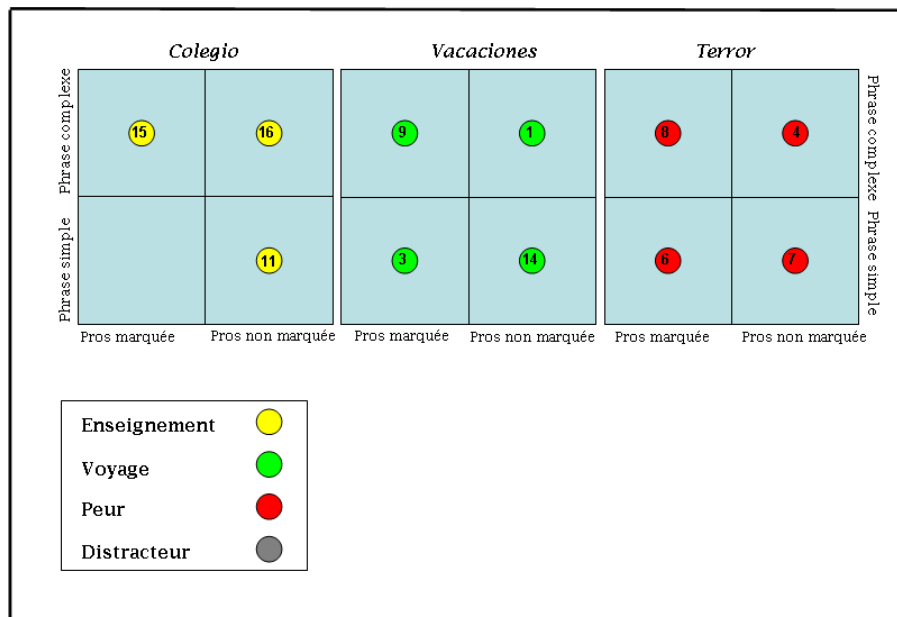 Colegio Vacaciones Terror
Phrase complexe
Phrase simple
15 16 9 1 8 4
11 3 14 6 7
Phrase complexe
Phrase simple
Pros marquée Pros non marquée Pros marquée Pros non marquée Pros marquée Pros non marquée
Enseignement
Voyage
Peur
Distracteur